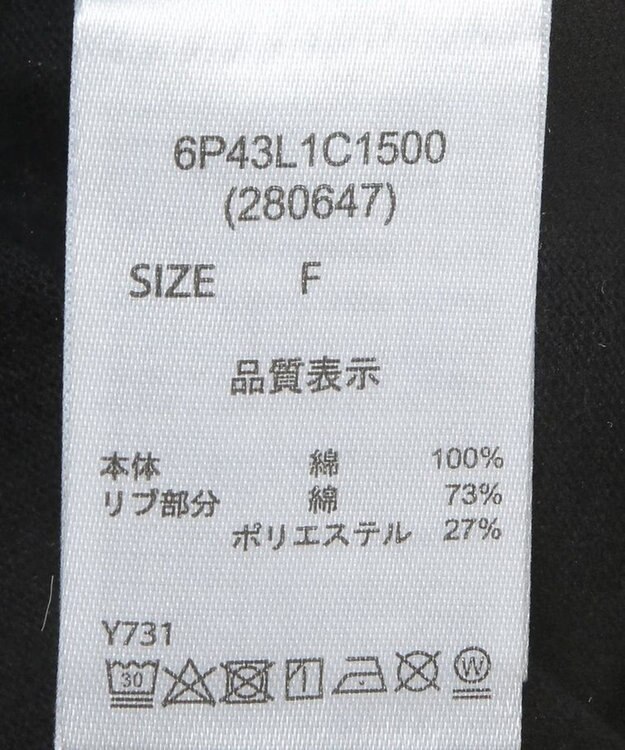 6P43L1C1500
(280647)
SIZE F
品質表示
本体 綿 100%
リブ部分 綿 73%
ポリエステル 27%
Y731
30 W